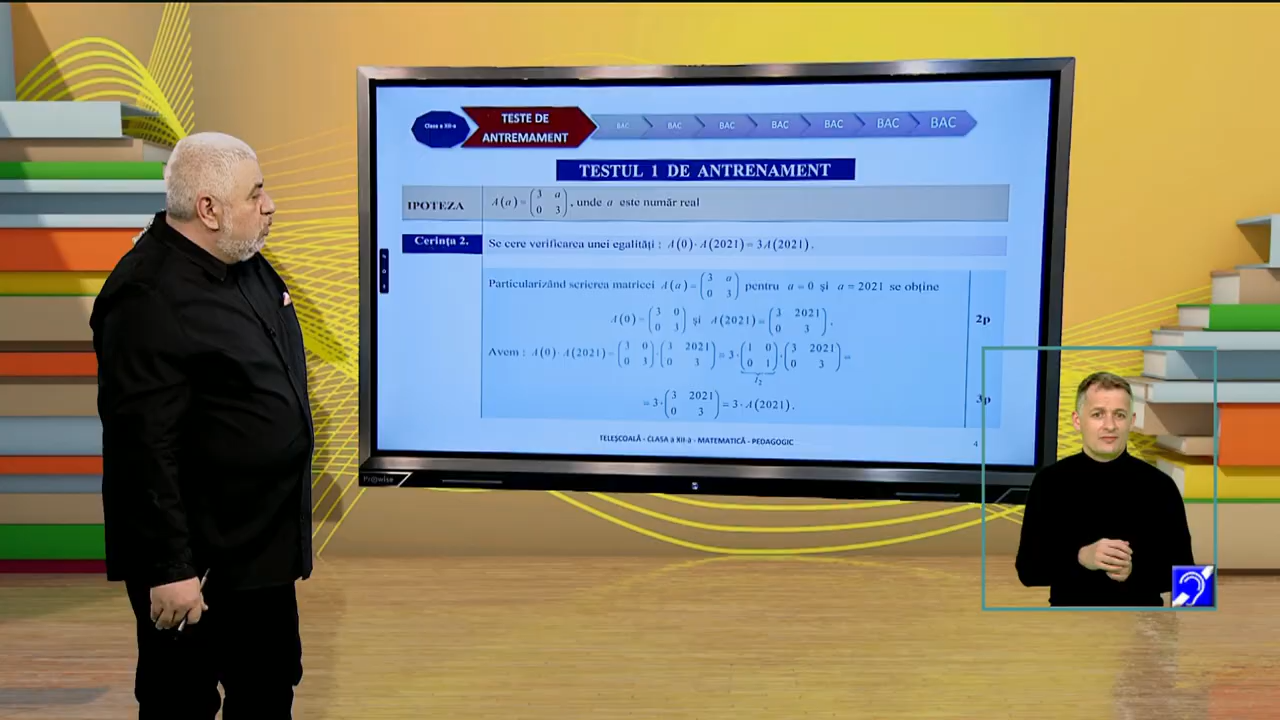 Clasa a XII-a
TESTE DE
ANTREMAMENT
BAC BAC BAC BAC BAC BAC BAC
TESTUL 1 DE ANTRENAMENT
IPOTEZA
A(a) = (3 a / 0 3), unde a este număr real
Cerința 2.
Se cere verificarea unei egalități : A(0)· A(2021) = 3A(2021).
Particularizând scrierea matricei A(a) = (3 a / 0 3) pentru a = 0 și a = 2021 se obține
A(0) = (3 0 / 0 3) și A(2021) = (3 2021 / 0 3).
2p
Avem : A(0)· A(2021) = (3 0 / 0 3)·(3 2021 / 0 3) = 3·(1 0 / 0 1)·(3 2021 / 0 3) =
I₂
= 3·(3 2021 / 0 3) = 3· A(2021).
3p
TELEȘCOALĂ - CLASA a XII-a - MATEMATICĂ - PEDAGOGIC
4
Prowise